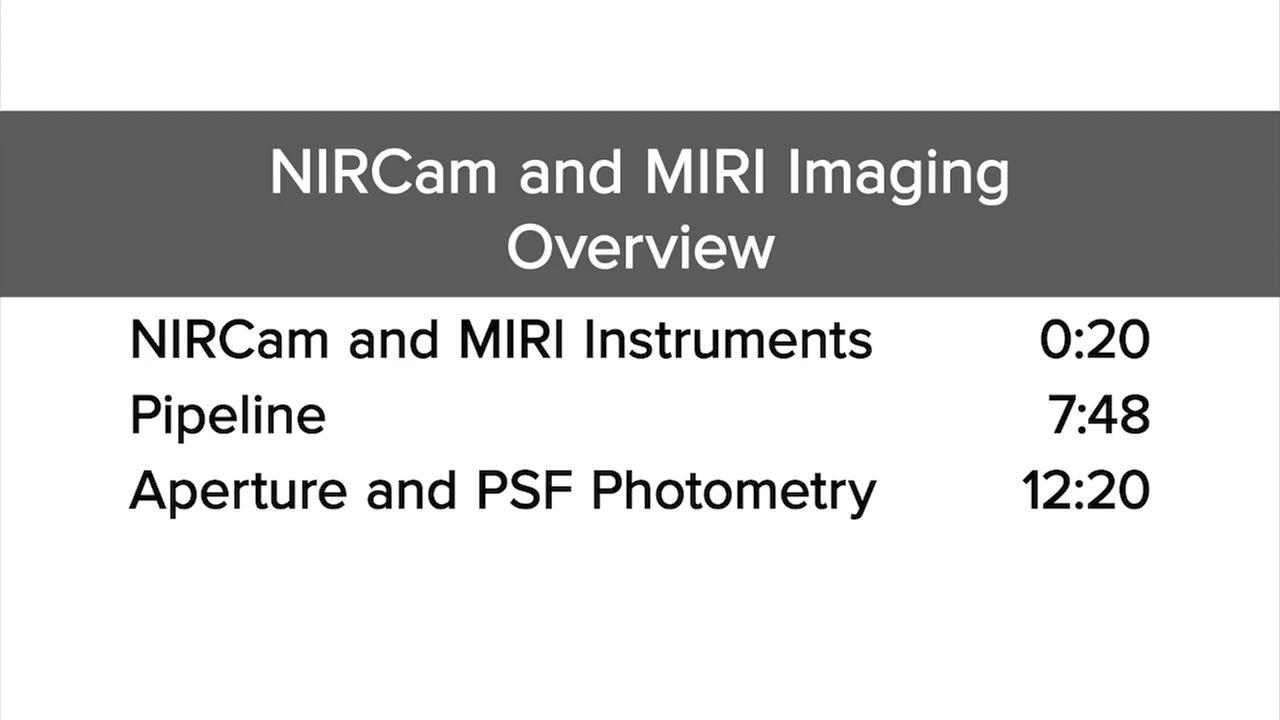 NIRCam and MIRI Imaging
Overview
NIRCam and MIRI Instruments 0:20
Pipeline 7:48
Aperture and PSF Photometry 12:20